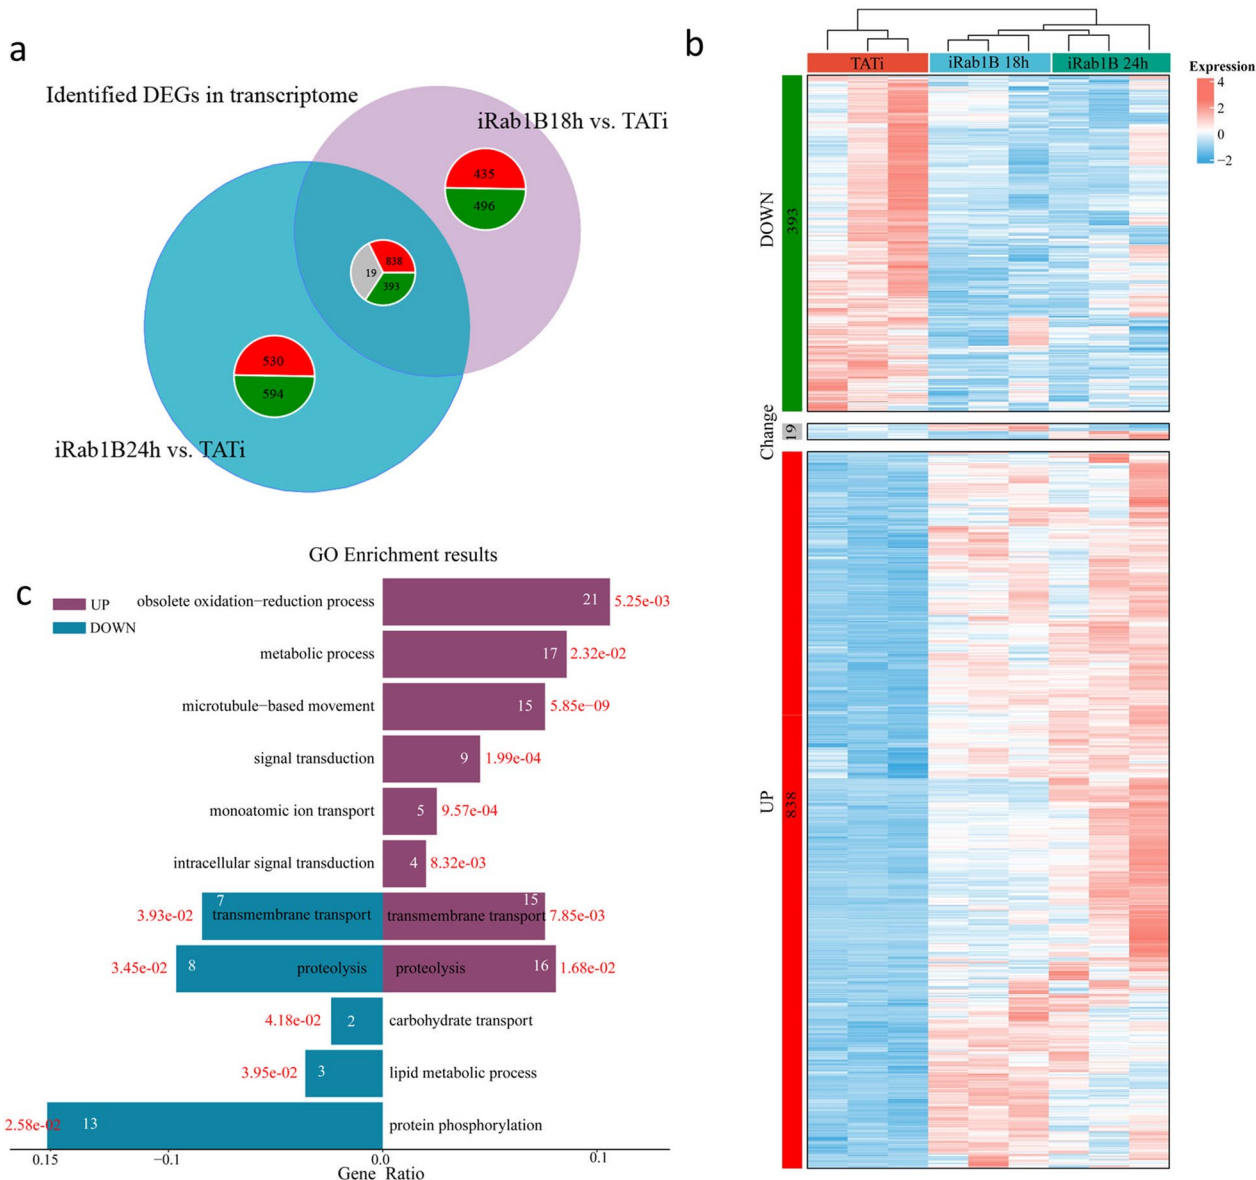 a
Identified DEGs in transcriptome
iRab1B18h vs. TATi
435
496
838
19
393
530
594
iRab1B24h vs. TATi
b
TATi
iRab1B 18h
iRab1B 24h
Expression
4
2
0
−2
DOWN
393
Change
19
UP
838
c
GO Enrichment results
UP
DOWN
obsolete oxidation−reduction process
21
5.25e-03
metabolic process
17
2.32e-02
microtubule−based movement
15
5.85e−09
signal transduction
9
1.99e-04
monoatomic ion transport
5
9.57e-04
intracellular signal transduction
4
8.32e-03
3.93e-02
7
transmembrane transport
transmembrane transport
15
7.85e-03
3.45e-02
8
proteolysis
proteolysis
16
1.68e-02
4.18e-02
2
carbohydrate transport
3.95e-02
3
lipid metabolic process
2.58e-02
13
protein phosphorylation
0.15
−0.1
0.0
0.1
Gene Ratio